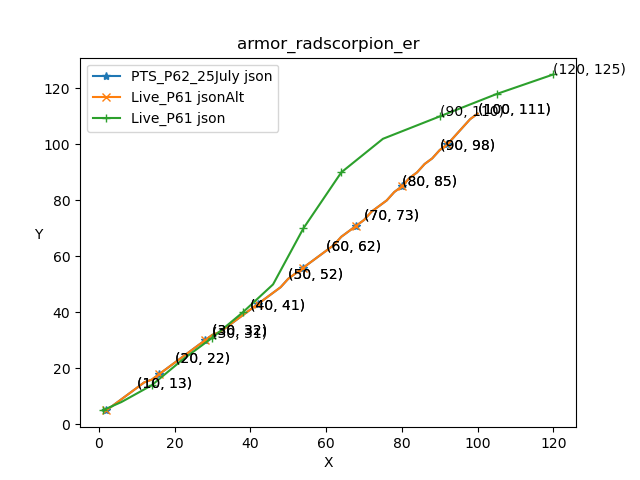 armor_radscorpion_er
PTS_P62_25July json
Live_P61 jsonAlt
Live_P61 json
(120, 125)
(90, 110)
(100, 111)
(90, 98)
(80, 85)
(70, 73)
(60, 62)
(50, 52)
(40, 41)
(30, 32)
(30, 31)
(20, 22)
(10, 13)
Y
120
100
80
60
40
20
0
0 20 40 60 80 100 120
X